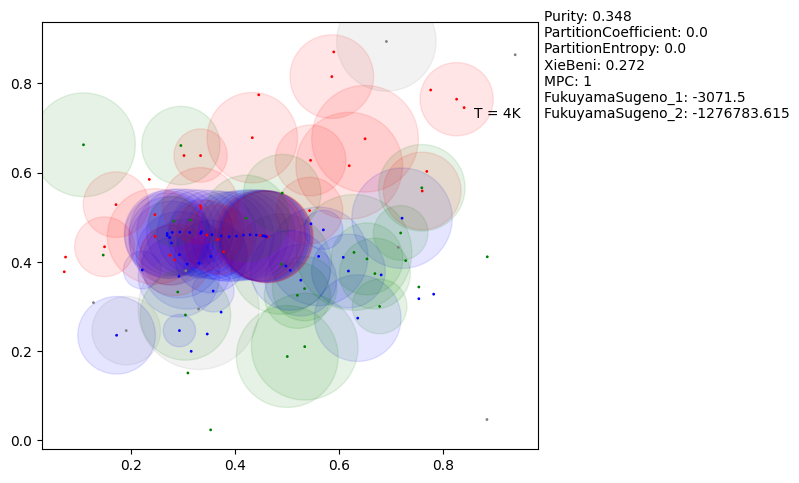 Purity: 0.348
PartitionCoefficient: 0.0
PartitionEntropy: 0.0
XieBeni: 0.272
MPC: 1
FukuyamaSugeno_1: -3071.5
FukuyamaSugeno_2: -1276783.615
T = 4K
0.8
0.6
0.4
0.2
0.0
0.2
0.4
0.6
0.8